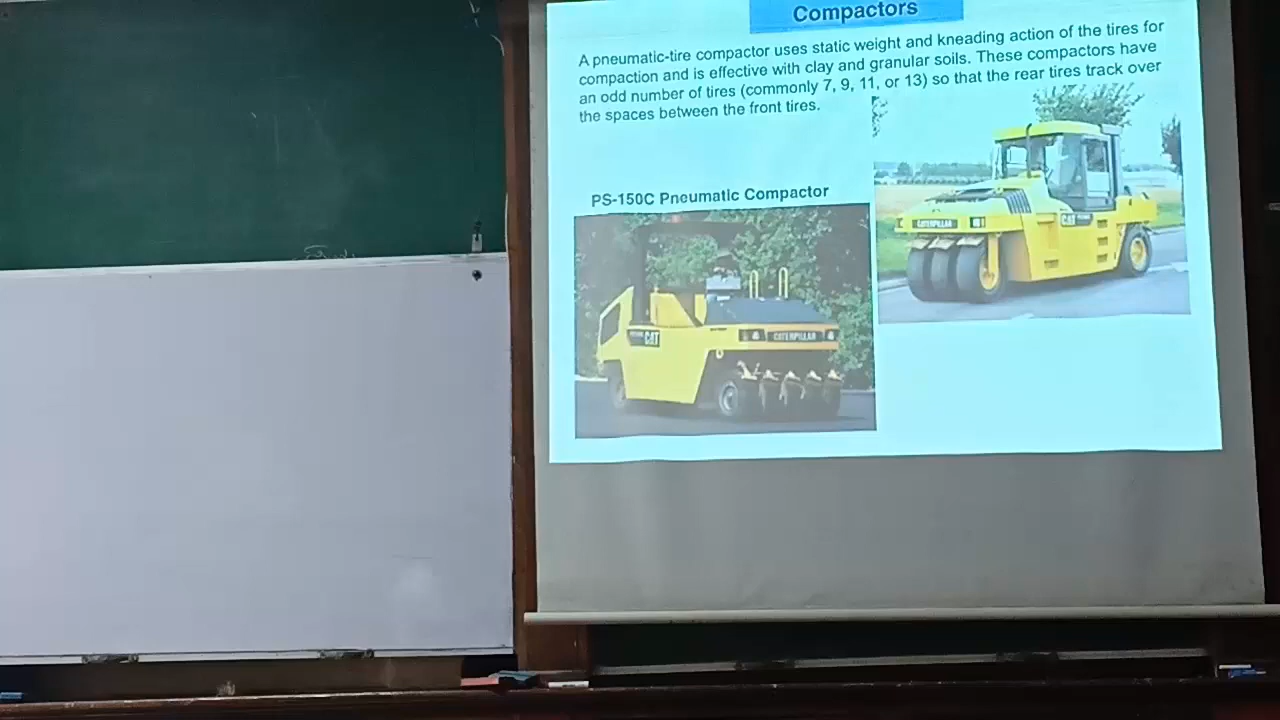 Compactors
A pneumatic-tire compactor uses static weight and kneading action of the tires for
compaction and is effective with clay and granular soils. These compactors have
an odd number of tires (commonly 7, 9, 11, or 13) so that the rear tires track over
the spaces between the front tires.
PS-150C Pneumatic Compactor
CATERPILLAR
CAT
CAT
CATERPILLAR